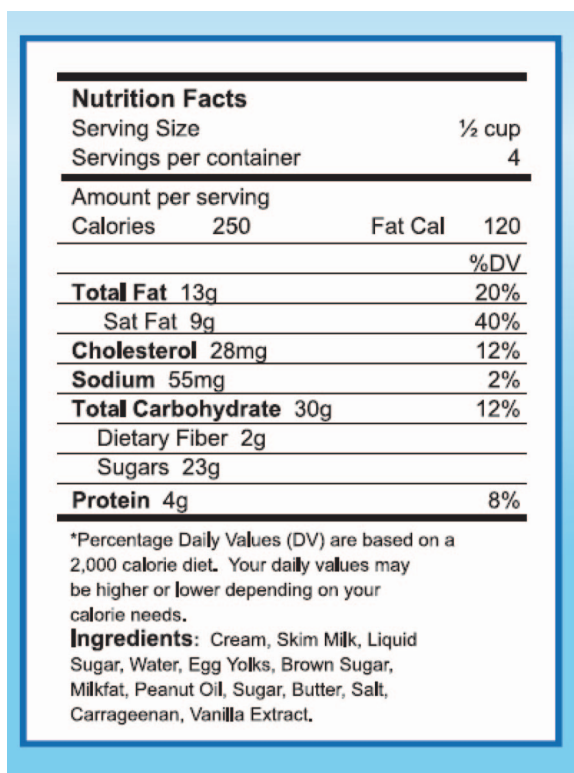 Nutrition Facts
Serving Size ½ cup
Servings per container 4
Amount per serving
Calories 250 Fat Cal 120
%DV
Total Fat 13g 20%
Sat Fat 9g 40%
Cholesterol 28mg 12%
Sodium 55mg 2%
Total Carbohydrate 30g 12%
Dietary Fiber 2g
Sugars 23g
Protein 4g 8%
*Percentage Daily Values (DV) are based on a
2,000 calorie diet. Your daily values may
be higher or lower depending on your
calorie needs.
Ingredients: Cream, Skim Milk, Liquid
Sugar, Water, Egg Yolks, Brown Sugar,
Milkfat, Peanut Oil, Sugar, Butter, Salt,
Carrageenan, Vanilla Extract.